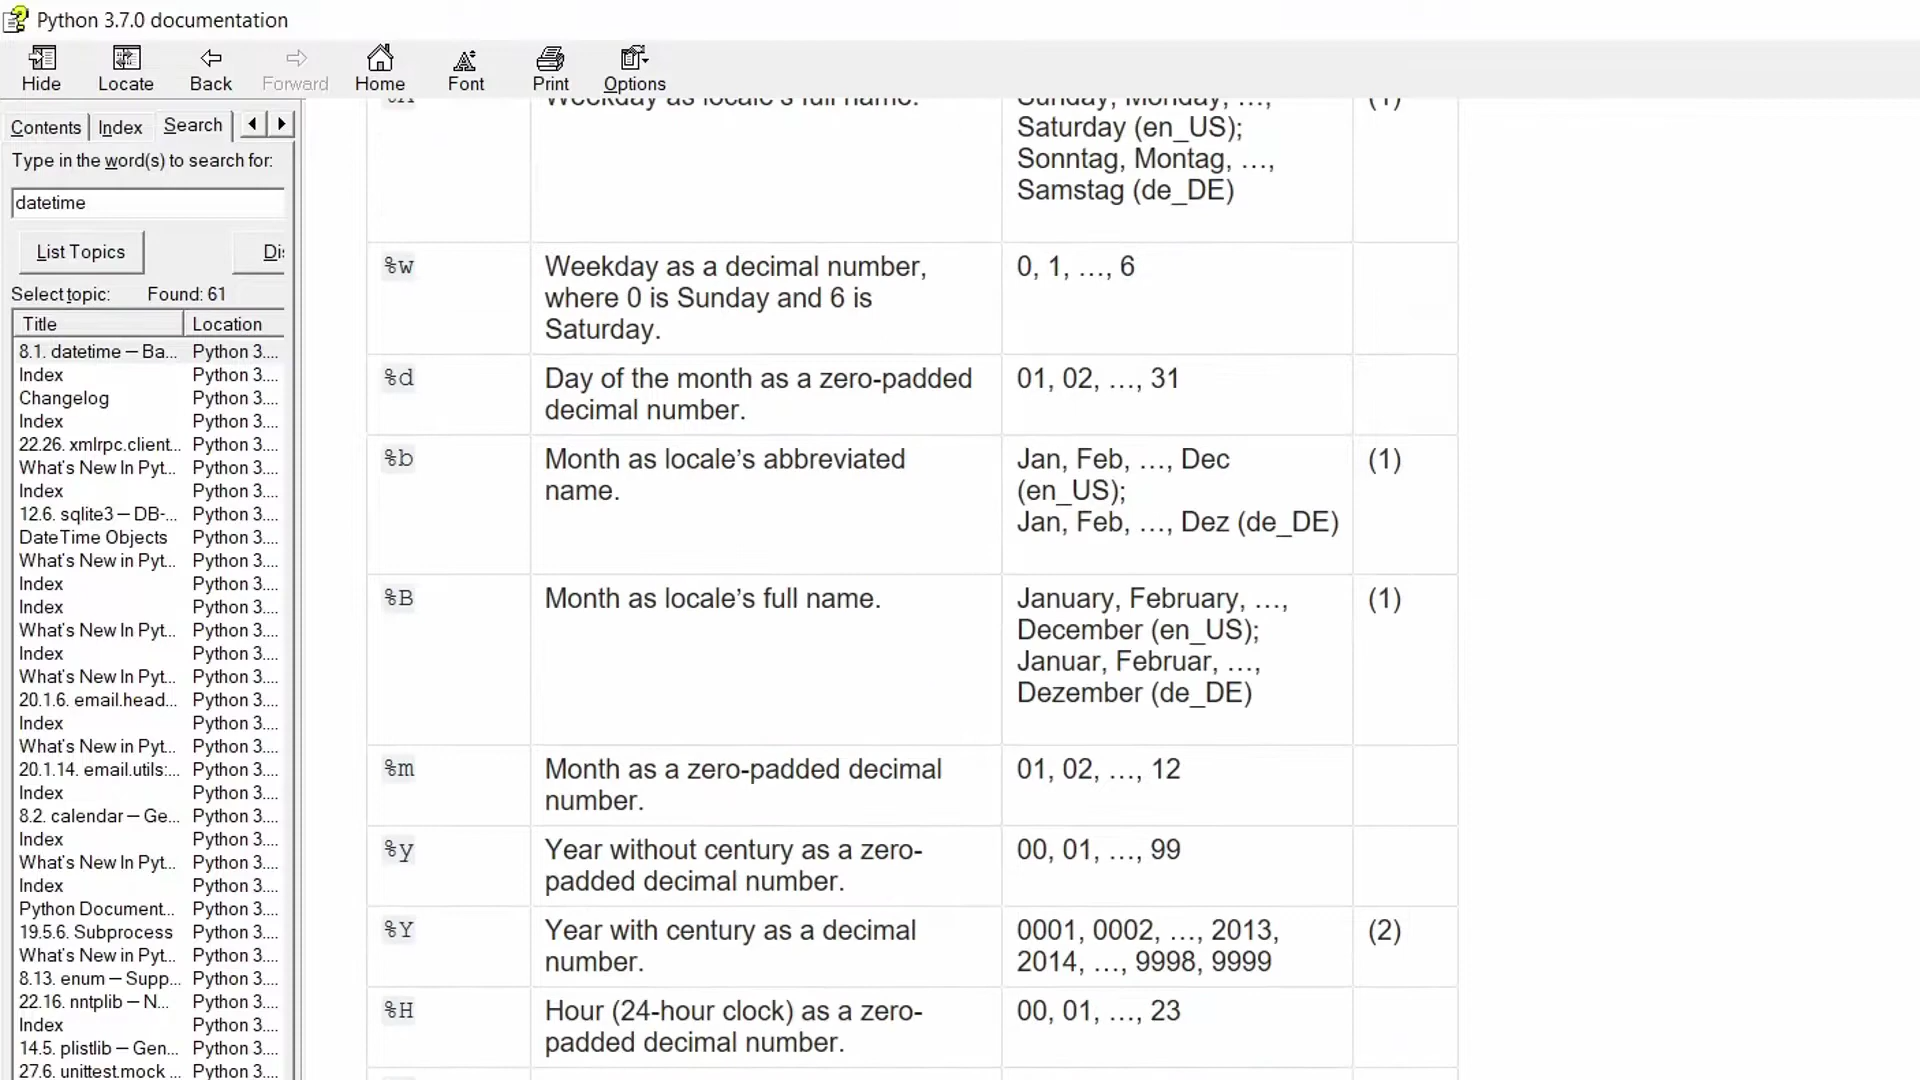 Python 3.7.0 documentation
Hide Locate Back Forward Home Font Print Options
Contents Index Search
Type in the word(s) to search for:
datetime
List Topics
Select topic: Found: 61
Title Location
8.1. datetime — Ba... Python 3....
Index Python 3....
Changelog Python 3....
Index Python 3....
22.26. xmlrpc.client... Python 3....
What's New In Pyt... Python 3....
Index Python 3....
12.6. sqlite3 — DB-... Python 3....
DateTime Objects Python 3....
What's New In Pyt... Python 3....
Index Python 3....
Index Python 3....
What's New In Pyt... Python 3....
Index Python 3....
What's New In Pyt... Python 3....
20.1.6. email.head... Python 3....
Index Python 3....
What's New in Pyt... Python 3....
20.1.14. email.utils:... Python 3....
Index Python 3....
8.2. calendar — Ge... Python 3....
Index Python 3....
What's New In Pyt... Python 3....
Index Python 3....
Python Document... Python 3....
19.5.6. Subprocess Python 3....
What's New in Pyt... Python 3....
8.13. enum — Supp... Python 3....
22.16. nntplib — N... Python 3....
Index Python 3....
14.5. plistlib — Gen... Python 3....
27.6. unittest.mock ... Python 3....
Weekday as locale's full name. Sunday, Monday, …, (1)
Saturday (en_US);
Sonntag, Montag, …,
Samstag (de_DE)
%w Weekday as a decimal number, 0, 1, …, 6
where 0 is Sunday and 6 is
Saturday.
%d Day of the month as a zero-padded 01, 02, …, 31
decimal number.
%b Month as locale’s abbreviated Jan, Feb, …, Dec (1)
name. (en_US);
Jan, Feb, …, Dez (de_DE)
%B Month as locale’s full name. January, February, …, (1)
December (en_US);
Januar, Februar, …,
Dezember (de_DE)
%m Month as a zero-padded decimal 01, 02, …, 12
number.
%y Year without century as a zero- 00, 01, …, 99
padded decimal number.
%Y Year with century as a decimal 0001, 0002, …, 2013, (2)
number. 2014, …, 9998, 9999
%H Hour (24-hour clock) as a zero- 00, 01, …, 23
padded decimal number.